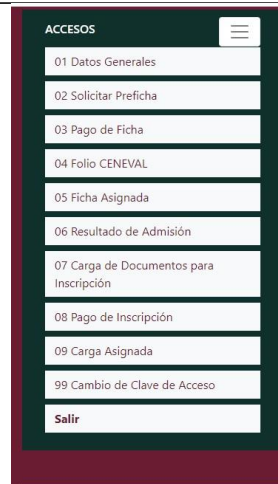 ACCESOS
01 Datos Generales
02 Solicitar Preficha
03 Pago de Ficha
04 Folio CENEVAL
05 Ficha Asignada
06 Resultado de Admisión
07 Carga de Documentos para
Inscripción
08 Pago de Inscripción
09 Carga Asignada
99 Cambio de Clave de Acceso
Salir